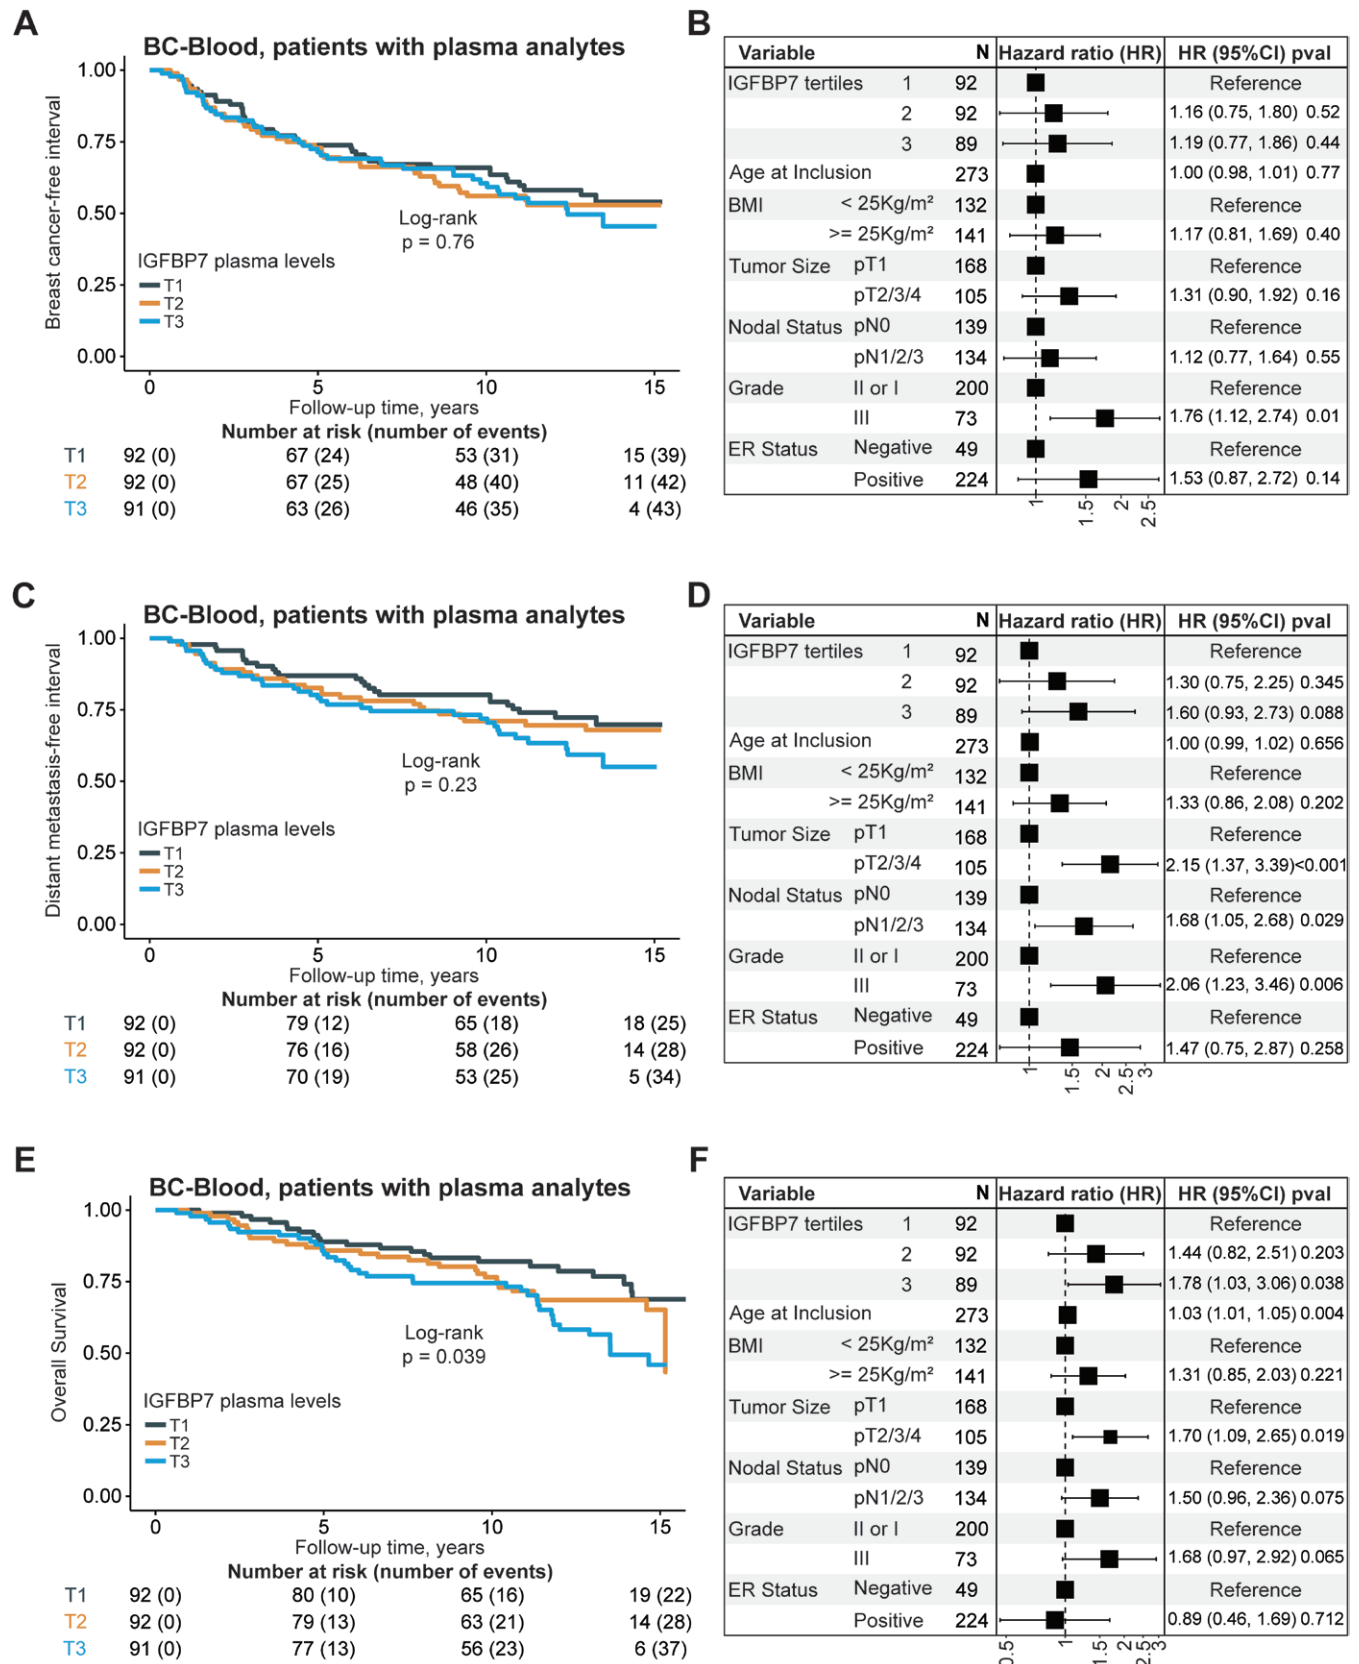 A
BC-Blood, patients with plasma analytes
Breast cancer-free interval
1.00
0.75
0.50
0.25
0.00
Log-rank
p = 0.76
IGFBP7 plasma levels
T1
T2
T3
0 5 10 15
Follow-up time, years
Number at risk (number of events)
T1 92 (0) 67 (24) 53 (31) 15 (39)
T2 92 (0) 67 (25) 48 (40) 11 (42)
T3 91 (0) 63 (26) 46 (35) 4 (43)
B
Variable N Hazard ratio (HR) HR (95%CI) pval
IGFBP7 tertiles 1 92 Reference
2 92 1.16 (0.75, 1.80) 0.52
3 89 1.19 (0.77, 1.86) 0.44
Age at Inclusion 273 1.00 (0.98, 1.01) 0.77
BMI < 25Kg/m² 132 Reference
>= 25Kg/m² 141 1.17 (0.81, 1.69) 0.40
Tumor Size pT1 168 Reference
pT2/3/4 105 1.31 (0.90, 1.92) 0.16
Nodal Status pN0 139 Reference
pN1/2/3 134 1.12 (0.77, 1.64) 0.55
Grade II or I 200 Reference
III 73 1.76 (1.12, 2.74) 0.01
ER Status Negative 49 Reference
Positive 224 1.53 (0.87, 2.72) 0.14
1 1.5 2 2.5
C
BC-Blood, patients with plasma analytes
Distant metastasis-free interval
1.00
0.75
0.50
0.25
0.00
Log-rank
p = 0.23
IGFBP7 plasma levels
T1
T2
T3
0 5 10 15
Follow-up time, years
Number at risk (number of events)
T1 92 (0) 79 (12) 65 (18) 18 (25)
T2 92 (0) 76 (16) 58 (26) 14 (28)
T3 91 (0) 70 (19) 53 (25) 5 (34)
D
Variable N Hazard ratio (HR) HR (95%CI) pval
IGFBP7 tertiles 1 92 Reference
2 92 1.30 (0.75, 2.25) 0.345
3 89 1.60 (0.93, 2.73) 0.088
Age at Inclusion 273 1.00 (0.99, 1.02) 0.656
BMI < 25Kg/m² 132 Reference
>= 25Kg/m² 141 1.33 (0.86, 2.08) 0.202
Tumor Size pT1 168 Reference
pT2/3/4 105 2.15 (1.37, 3.39)<0.001
Nodal Status pN0 139 Reference
pN1/2/3 134 1.68 (1.05, 2.68) 0.029
Grade II or I 200 Reference
III 73 2.06 (1.23, 3.46) 0.006
ER Status Negative 49 Reference
Positive 224 1.47 (0.75, 2.87) 0.258
1 1.5 2 2.5 3
E
BC-Blood, patients with plasma analytes
Overall Survival
1.00
0.75
0.50
0.25
0.00
Log-rank
p = 0.039
IGFBP7 plasma levels
T1
T2
T3
0 5 10 15
Follow-up time, years
Number at risk (number of events)
T1 92 (0) 80 (10) 65 (16) 19 (22)
T2 92 (0) 79 (13) 63 (21) 14 (28)
T3 91 (0) 77 (13) 56 (23) 6 (37)
F
Variable N Hazard ratio (HR) HR (95%CI) pval
IGFBP7 tertiles 1 92 Reference
2 92 1.44 (0.82, 2.51) 0.203
3 89 1.78 (1.03, 3.06) 0.038
Age at Inclusion 273 1.03 (1.01, 1.05) 0.004
BMI < 25Kg/m² 132 Reference
>= 25Kg/m² 141 1.31 (0.85, 2.03) 0.221
Tumor Size pT1 168 Reference
pT2/3/4 105 1.70 (1.09, 2.65) 0.019
Nodal Status pN0 139 Reference
pN1/2/3 134 1.50 (0.96, 2.36) 0.075
Grade II or I 200 Reference
III 73 1.68 (0.97, 2.92) 0.065
ER Status Negative 49 Reference
Positive 224 0.89 (0.46, 1.69) 0.712
0.5 1 1.5 2 2.5 3